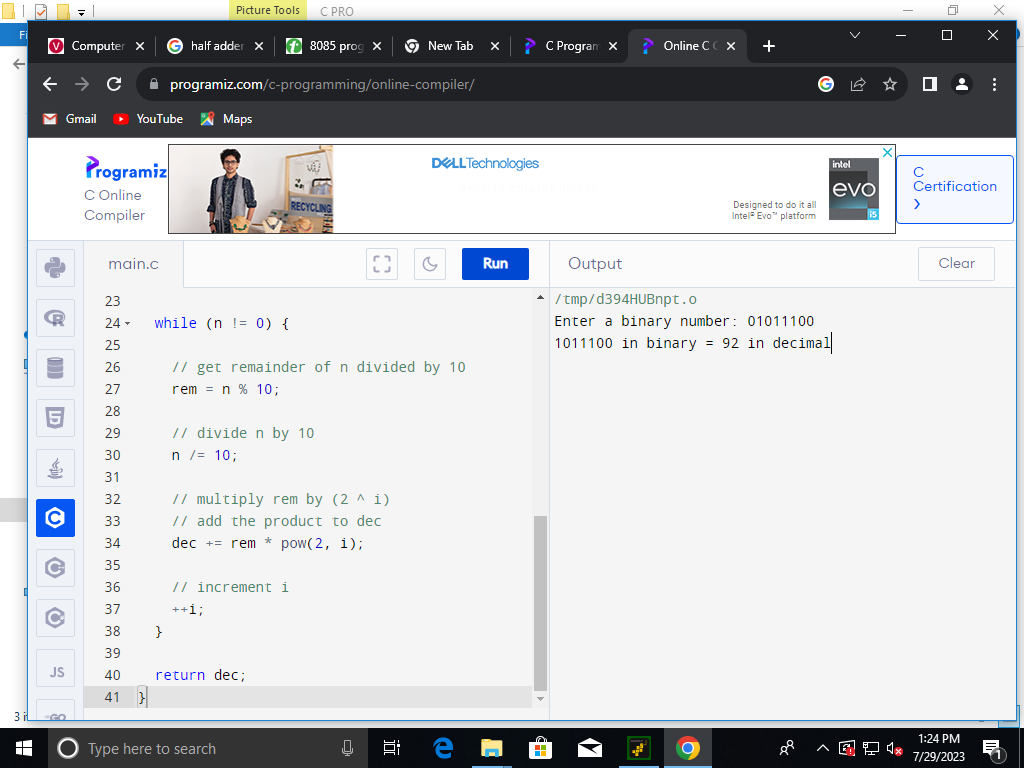 Picture Tools
C PRO
Computer
half adder
8085 prog
New Tab
C Program
Online C C
programiz.com/c-programming/online-compiler/
Gmail
YouTube
Maps
Programiz
C Online
Compiler
DELLTechnologies
RECYCLING
Designed to do it all
Intel® Evo™ platform
intel
evo
i5
C
Certification
main.c
Run
Output
Clear
23
24 while (n != 0) {
25
26 // get remainder of n divided by 10
27 rem = n % 10;
28
29 // divide n by 10
30 n /= 10;
31
32 // multiply rem by (2 ^ i)
33 // add the product to dec
34 dec += rem * pow(2, i);
35
36 // increment i
37 ++i;
38 }
39
40 return dec;
41 }
/tmp/d394HUBnpt.o
Enter a binary number: 01011100
1011100 in binary = 92 in decimal
JS
GO
Type here to search
1:24 PM
7/29/2023
1